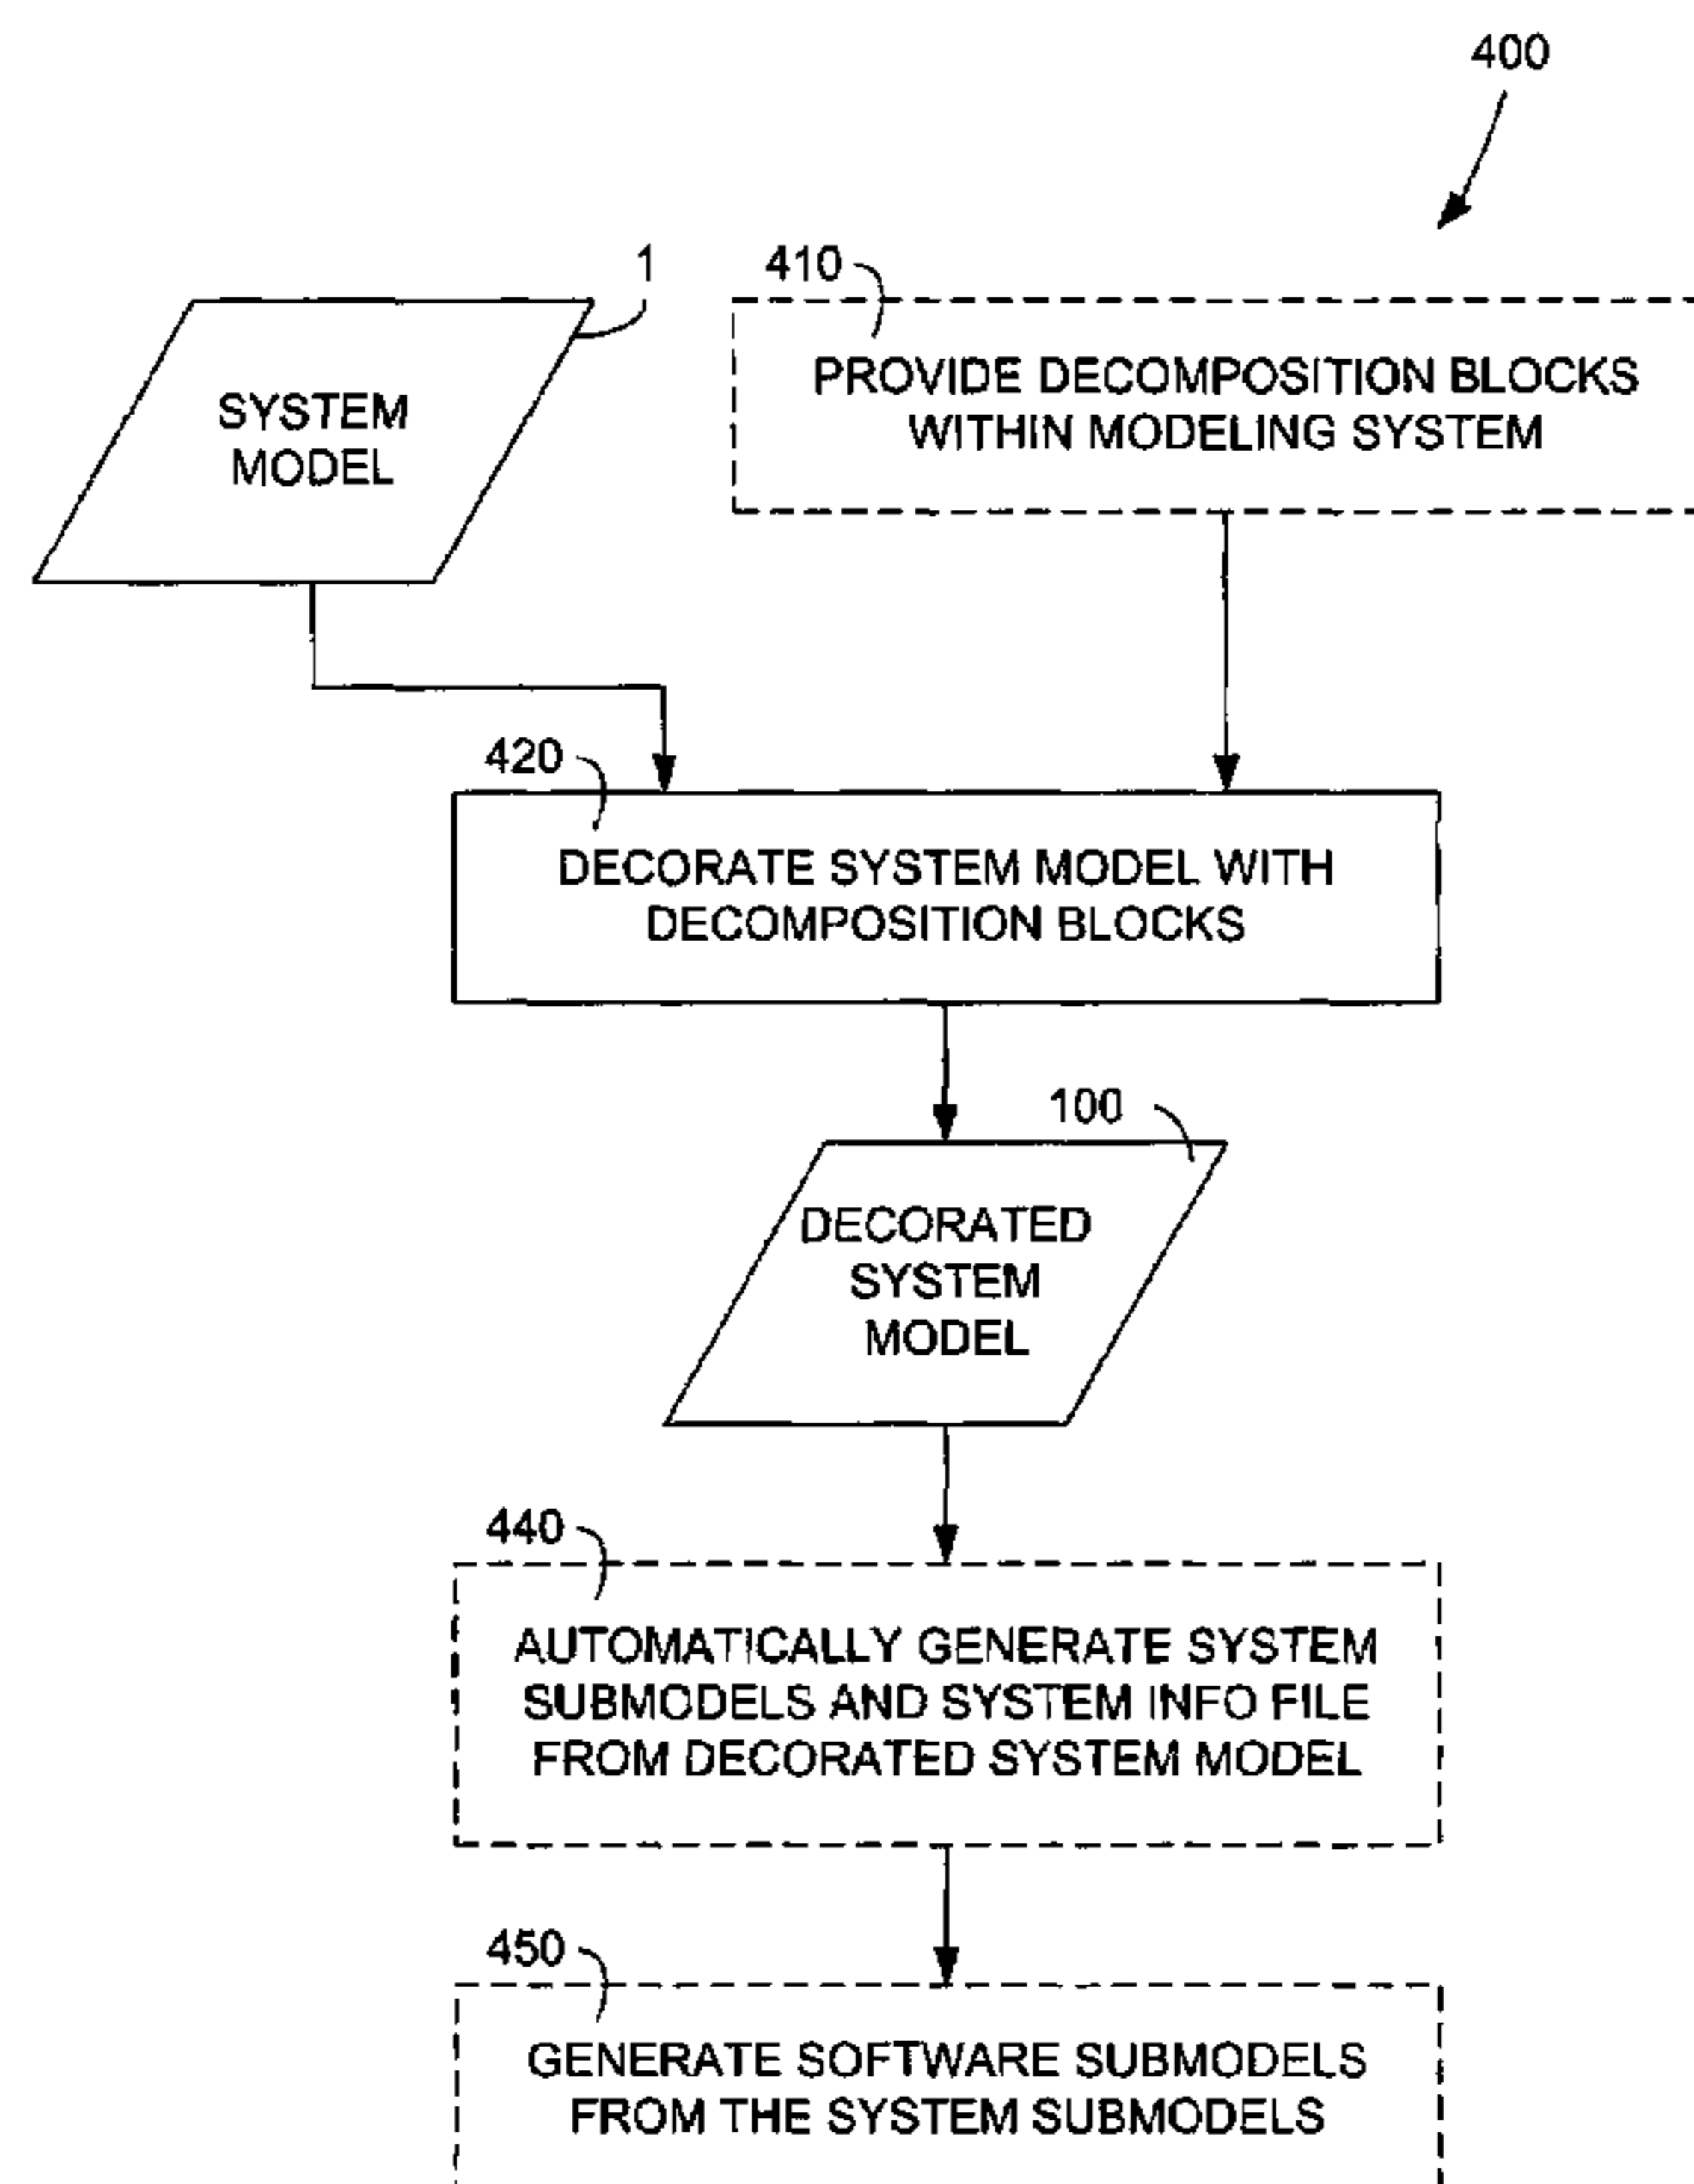 400
1
410
SYSTEM
MODEL
PROVIDE DECOMPOSITION BLOCKS
WITHIN MODELING SYSTEM
420
DECORATE SYSTEM MODEL WITH
DECOMPOSITION BLOCKS
100
DECORATED
SYSTEM
MODEL
440
AUTOMATICALLY GENERATE SYSTEM
SUBMODELS AND SYSTEM INFO FILE
FROM DECORATED SYSTEM MODEL
450
GENERATE SOFTWARE SUBMODELS
FROM THE SYSTEM SUBMODELS